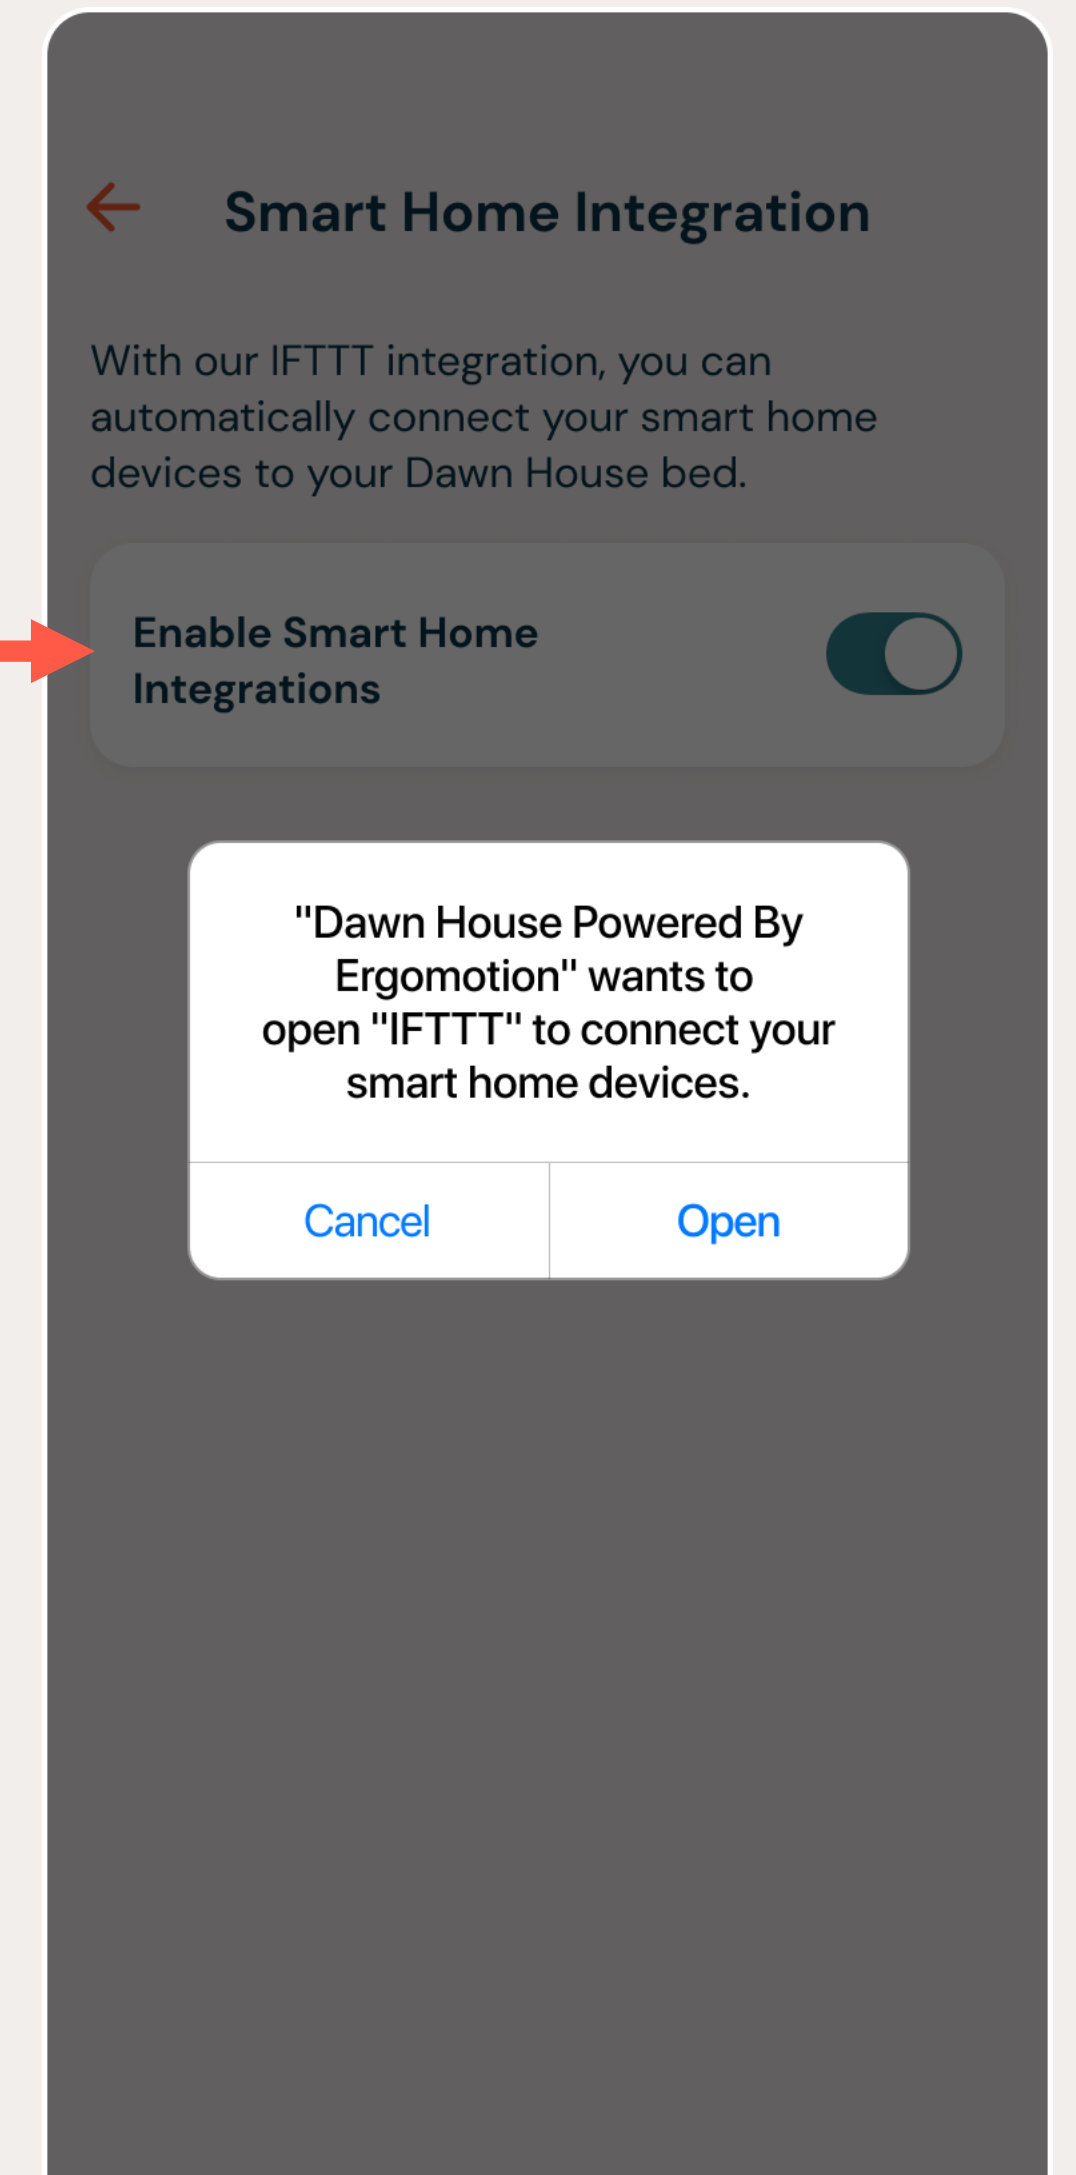 Smart Home Integration
With our IFTTT integration, you can
automatically connect your smart home
devices to your Dawn House bed.
Enable Smart Home
Integrations
"Dawn House Powered By
Ergomotion" wants to
open "IFTTT" to connect your
smart home devices.
Cancel
Open